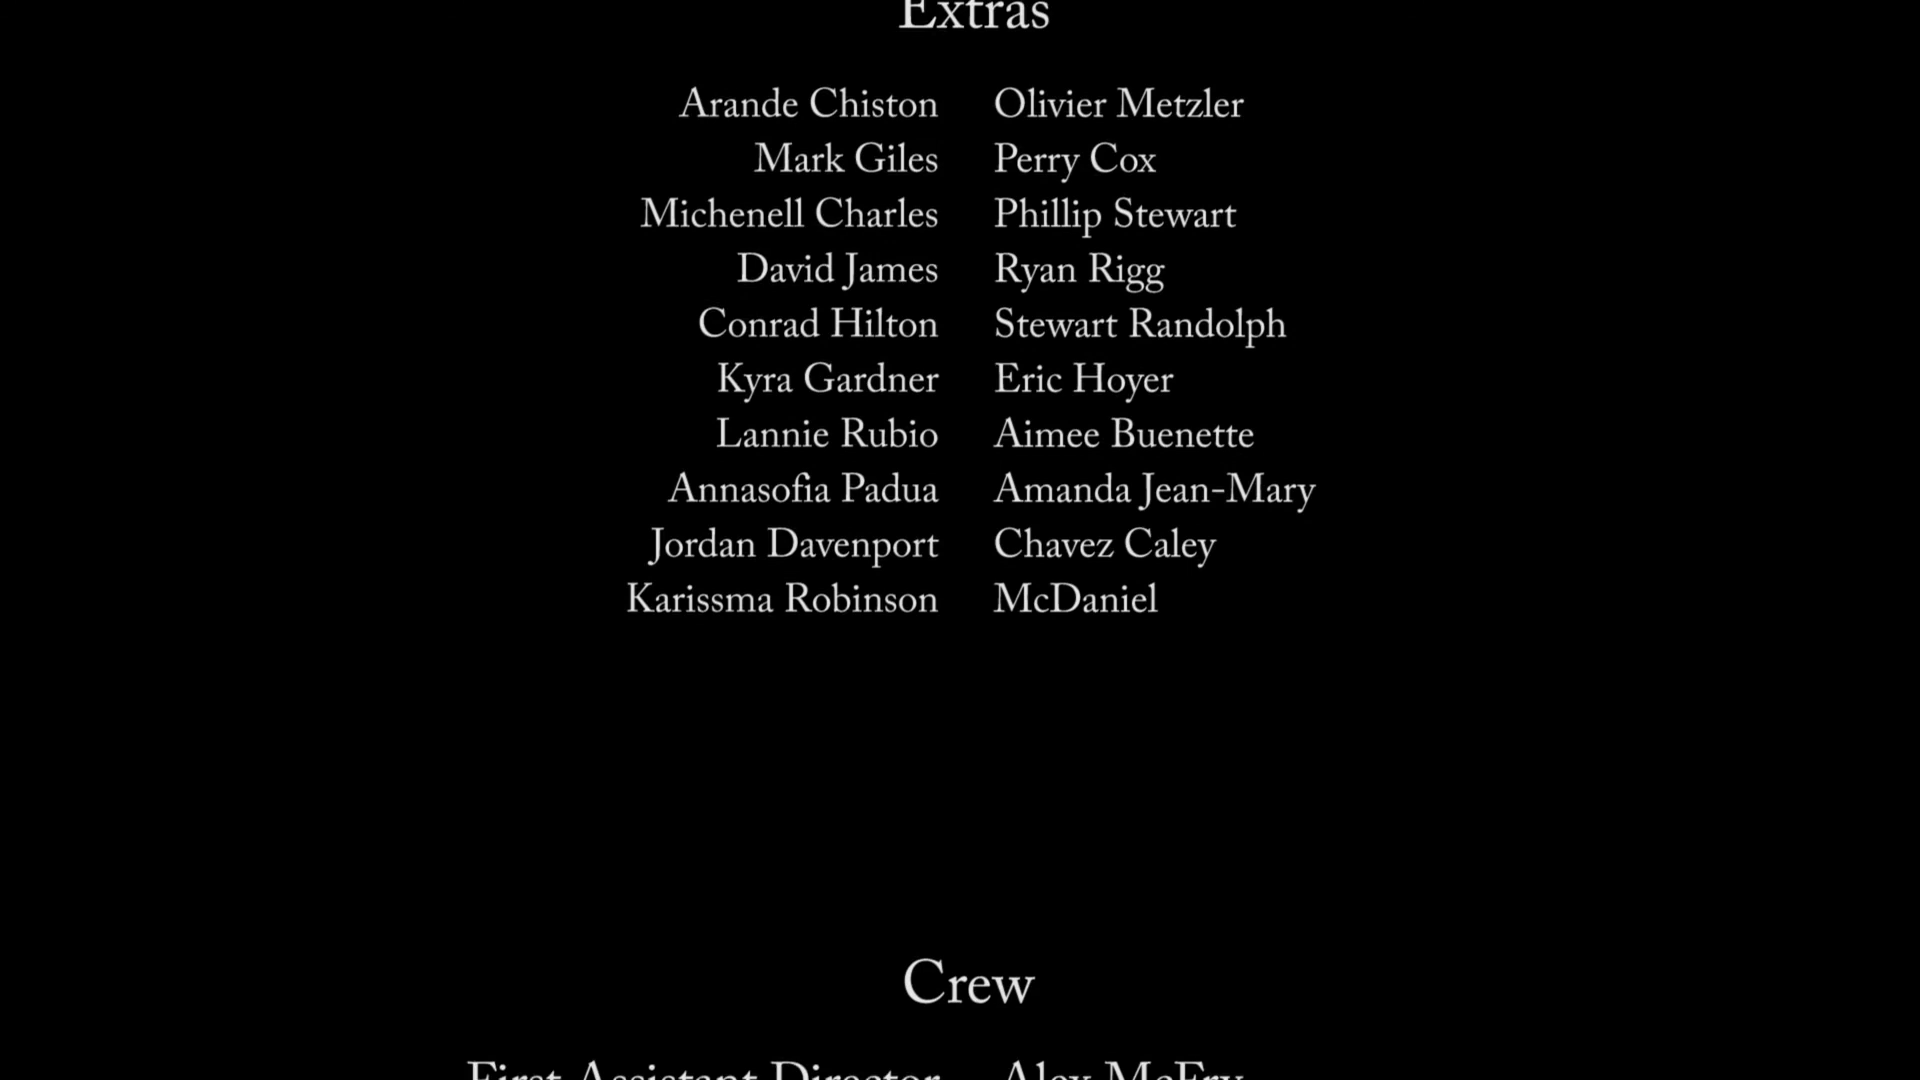 Extras
Arande Chiston Olivier Metzler
Mark Giles Perry Cox
Michenell Charles Phillip Stewart
David James Ryan Rigg
Conrad Hilton Stewart Randolph
Kyra Gardner Eric Hoyer
Lannie Rubio Aimee Buenette
Annasofia Padua Amanda Jean-Mary
Jordan Davenport Chavez Caley
Karissma Robinson McDaniel
Crew
First Assistant Director Alex McFry